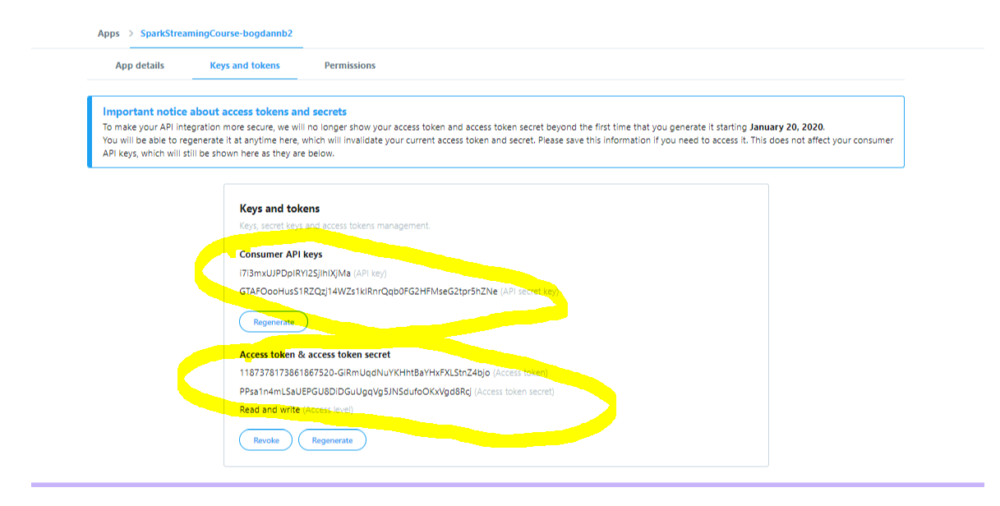 Apps > SparkStreamingCourse-bogdannb2
App details Keys and tokens Permissions
Important notice about access tokens and secrets
To make your API integration more secure, we will no longer show your access token and access token secret beyond the first time that you generate it starting January 20, 2020.
You will be able to regenerate it at anytime here, which will invalidate your current access token and secret. Please save this information if you need to access it. This does not affect your consumer
API keys, which will still be shown here as they are below.
Keys and tokens
Keys, secret keys and access tokens management.
Consumer API keys
(API key)
(API secret key)
Regenerate
Access token & access token secret
(Access token)
(Access token secret)
Read and write (Access level)
Revoke Regenerate